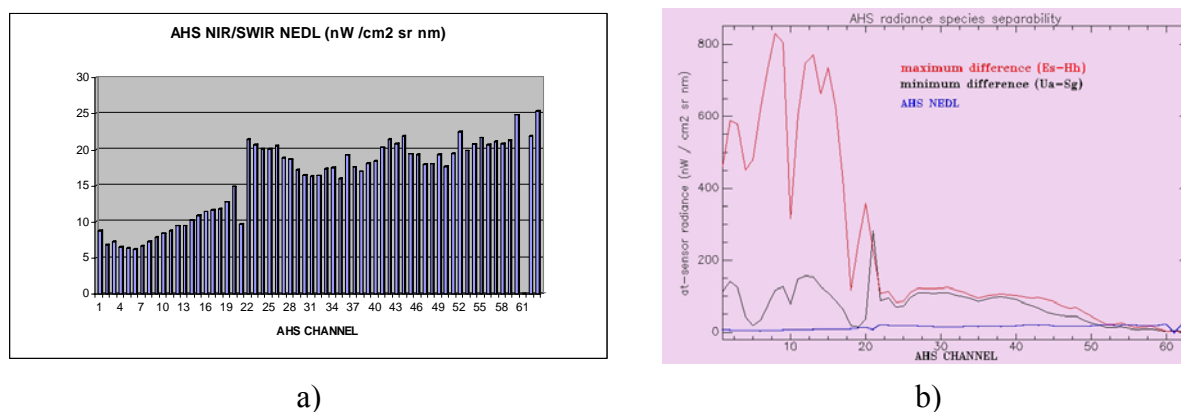 AHS NIR/SWIR NEDL (nW /cm2 sr nm)
30
25
20
15
10
5
0
1 4 7 10 13 16 19 22 25 28 31 34 37 40 43 46 49 52 55 58 61
AHS CHANNEL
a)
AHS radiance species separability
maximum difference (Es-Hh)
minimum difference (Ua-Sg)
AHS NEDL
at-sensor radiance (nW / cm2 sr nm)
800
600
400
200
0
10 20 30 40 50 60
AHS CHANNEL
b)